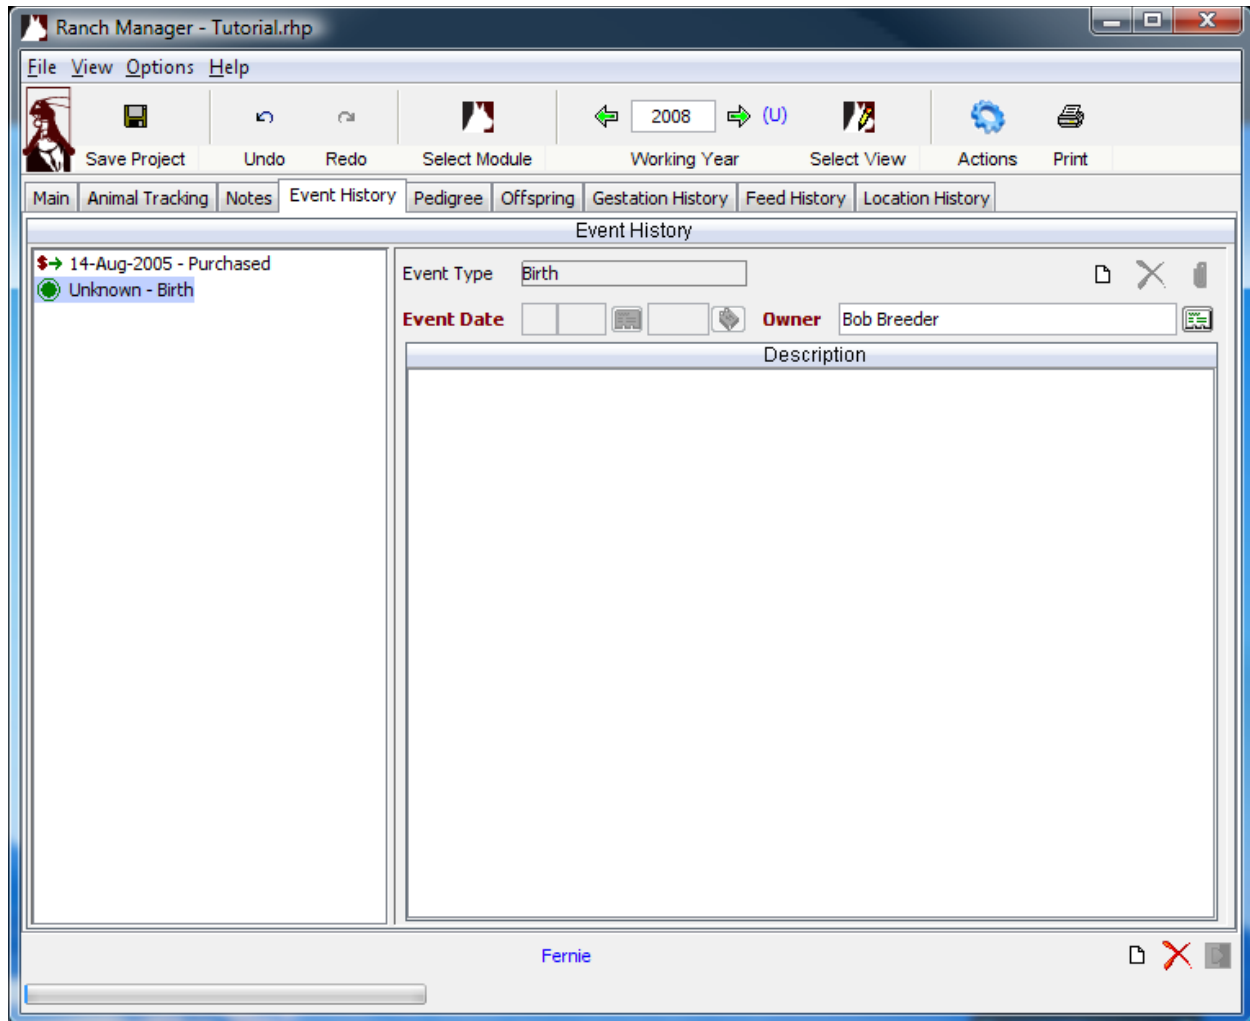 Ranch Manager - Tutorial.rhp
File View Options Help
2008 (U)
Save Project Undo Redo Select Module Working Year Select View Actions Print
Main Animal Tracking Notes Event History Pedigree Offspring Gestation History Feed History Location History
Event History
14-Aug-2005 - Purchased
Unknown - Birth
Event Type Birth
Event Date Owner Bob Breeder
Description
Fernie